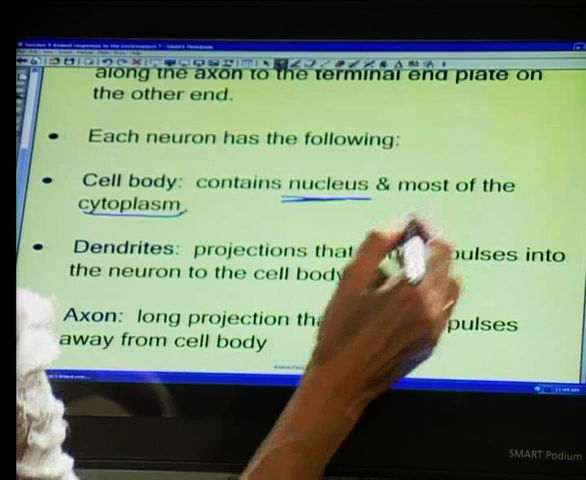 along the axon to the terminal end plate on
the other end.
• Each neuron has the following:
• Cell body: contains nucleus & most of the
cytoplasm
• Dendrites: projections that pulses into
the neuron to the cell body
Axon: long projection pulses
away from cell body
SMART Podium